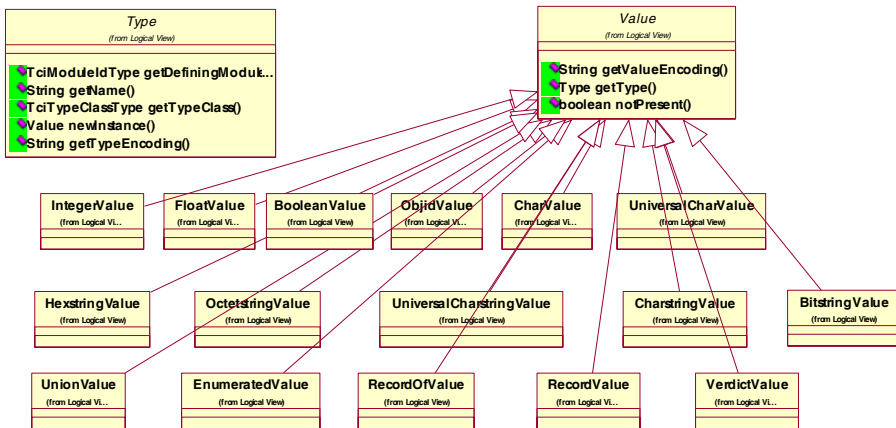 Type
(from Logical View)
TciModuleIdType getDefiningModul...
String getName()
TciTypeClassType getTypeClass()
Value newInstance()
String getTypeEncoding()
Value
(from Logical View)
String getValueEncoding()
Type getType()
boolean notPresent()
IntegerValue
(from Logical Vi...
FloatValue
(from Logical Vi...
BooleanValue
(from Logical View)
ObjidValue
(from Logical Vi...
CharValue
(from Logical Vi...
UniversalCharValue
(from Logical View)
HexstringValue
(from Logical View)
OctetstringValue
(from Logical View)
UniversalCharstringValue
(from Logical View)
CharstringValue
(from Logical View)
BitstringValue
(from Logical View)
UnionValue
(from Logical Vi...
EnumeratedValue
(from Logical View)
RecordOfValue
(from Logical Vi...
RecordValue
(from Logical Vi...
VerdictValue
(from Logical Vi...